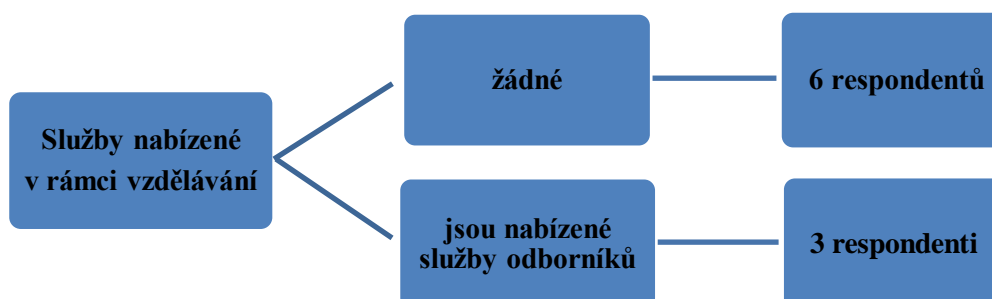 Služby nabízené
v rámci vzdělávání
žádné
6 respondentů
jsou nabízené
služby odborníků
3 respondenti